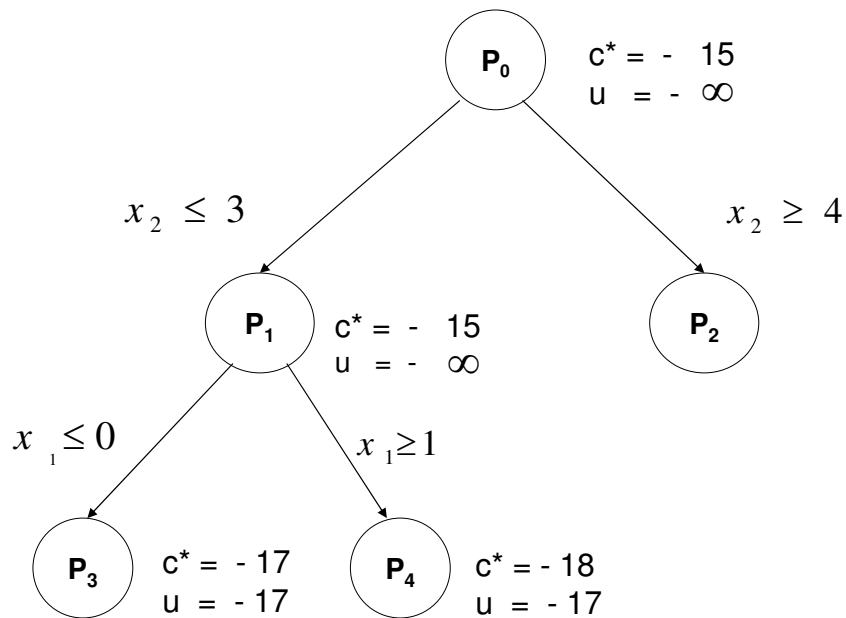 P₀
c* = - 15
u = - ∞
x₂ ≤ 3
x₂ ≥ 4
P₁
c* = - 15
u = - ∞
P₂
x₁ ≤ 0
x₁ ≥ 1
P₃
c* = - 17
u = - 17
P₄
c* = - 18
u = - 17